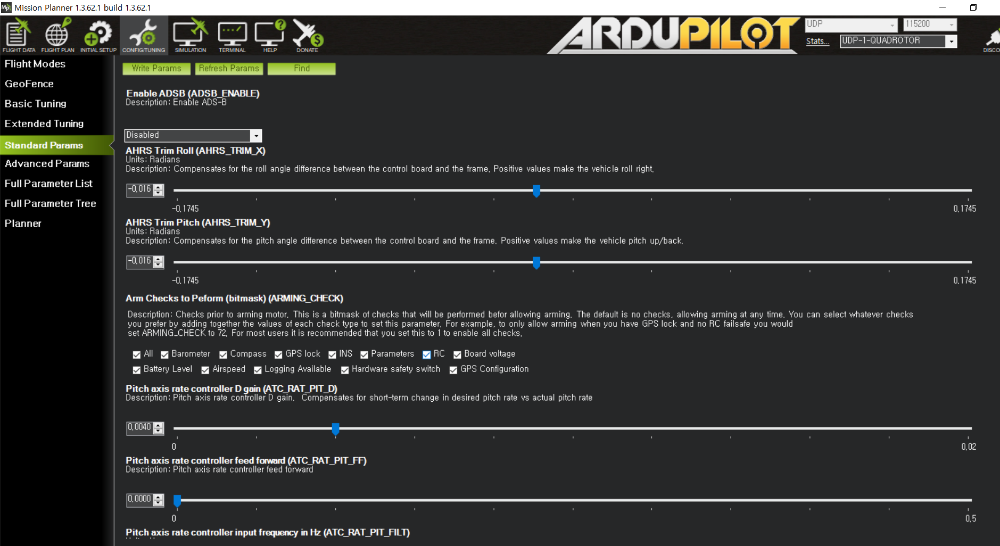 Mission Planner 1.3.62.1 build 1.3.62.1
FLIGHT DATA FLIGHT PLAN INITIAL SETUP CONFIG/TUNING SIMULATION TERMINAL HELP DONATE
ARDUPILOT
UDP 115200
Stats... UDP-1-QUADROTOR
DISCO
Flight Modes
GeoFence
Basic Tuning
Extended Tuning
Standard Params
Advanced Params
Full Parameter List
Full Parameter Tree
Planner
Write Params Refresh Params Find
Enable ADSB (ADSB_ENABLE)
Description: Enable ADS-B
Disabled
AHRS Trim Roll (AHRS_TRIM_X)
Units: Radians
Description: Compensates for the roll angle difference between the control board and the frame. Positive values make the vehicle roll right.
-0.016
-0.1745 0.1745
AHRS Trim Pitch (AHRS_TRIM_Y)
Units: Radians
Description: Compensates for the pitch angle difference between the control board and the frame. Positive values make the vehicle pitch up/back.
-0.016
-0.1745 0.1745
Arm Checks to Peform (bitmask) (ARMING_CHECK)
Description: Checks prior to arming motor. This is a bitmask of checks that will be performed befor allowing arming. The default is no checks, allowing arming at any time. You can select whatever checks
you prefer by adding together the values of each check type to set this parameter. For example, to only allow arming when you have GPS lock and no RC failsafe you would
set ARMING_CHECK to 72. For most users it is recommended that you set this to 1 to enable all checks.
All Barometer Compass GPS lock INS Parameters RC Board voltage
Battery Level Airspeed Logging Available Hardware safety switch GPS Configuration
Pitch axis rate controller D gain (ATC_RAT_PIT_D)
Description: Pitch axis rate controller D gain. Compensates for short-term change in desired pitch rate vs actual pitch rate
0.0040
0 0.02
Pitch axis rate controller feed forward (ATC_RAT_PIT_FF)
Description: Pitch axis rate controller feed forward
0.0000
0 0.5
Pitch axis rate controller input frequency in Hz (ATC_RAT_PIT_FILT)